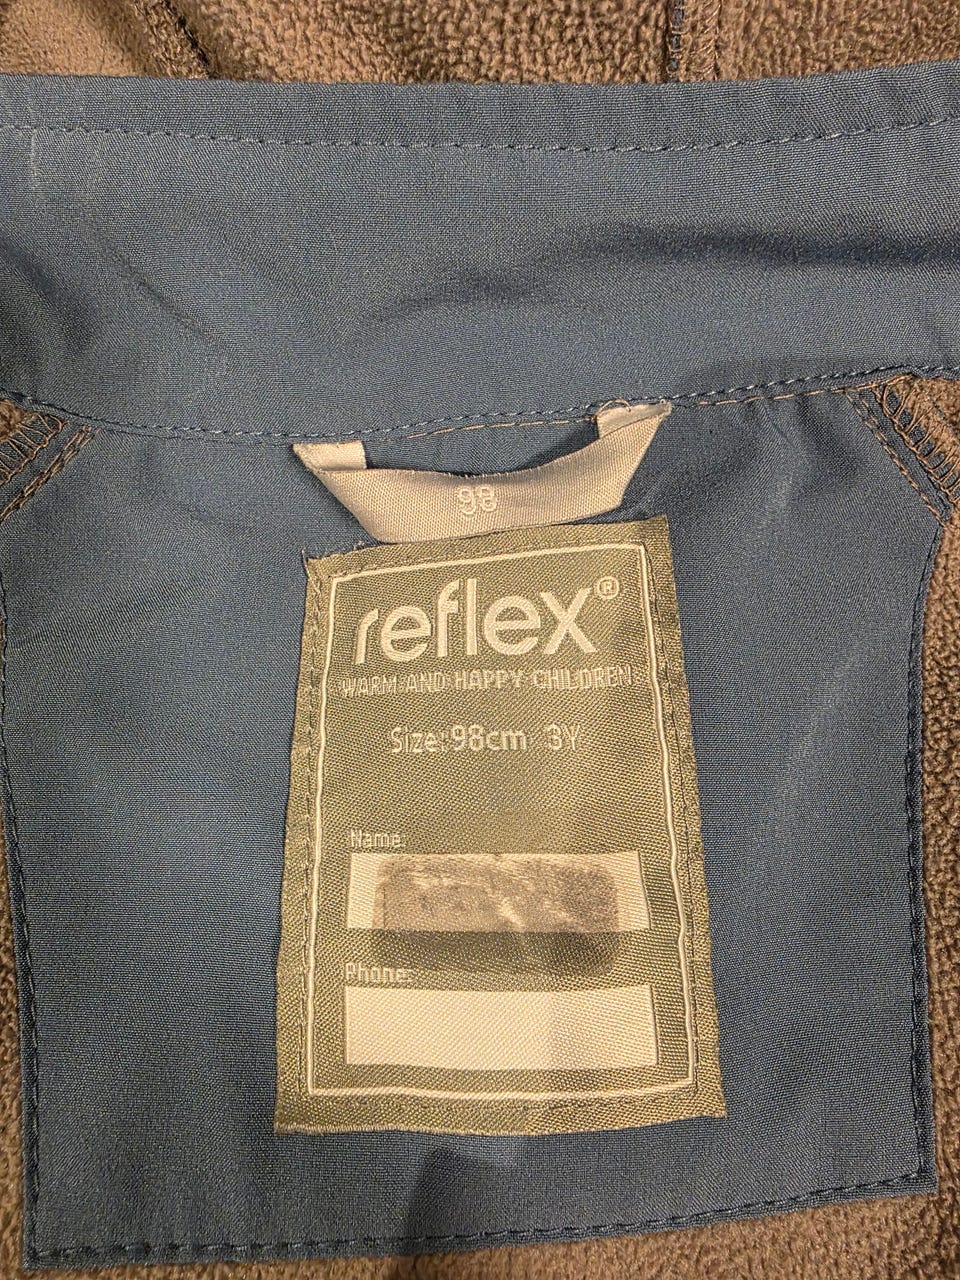 98
reflex®
WARM AND HAPPY CHILDREN
Size: 98cm 3Y
Name:
Phone: